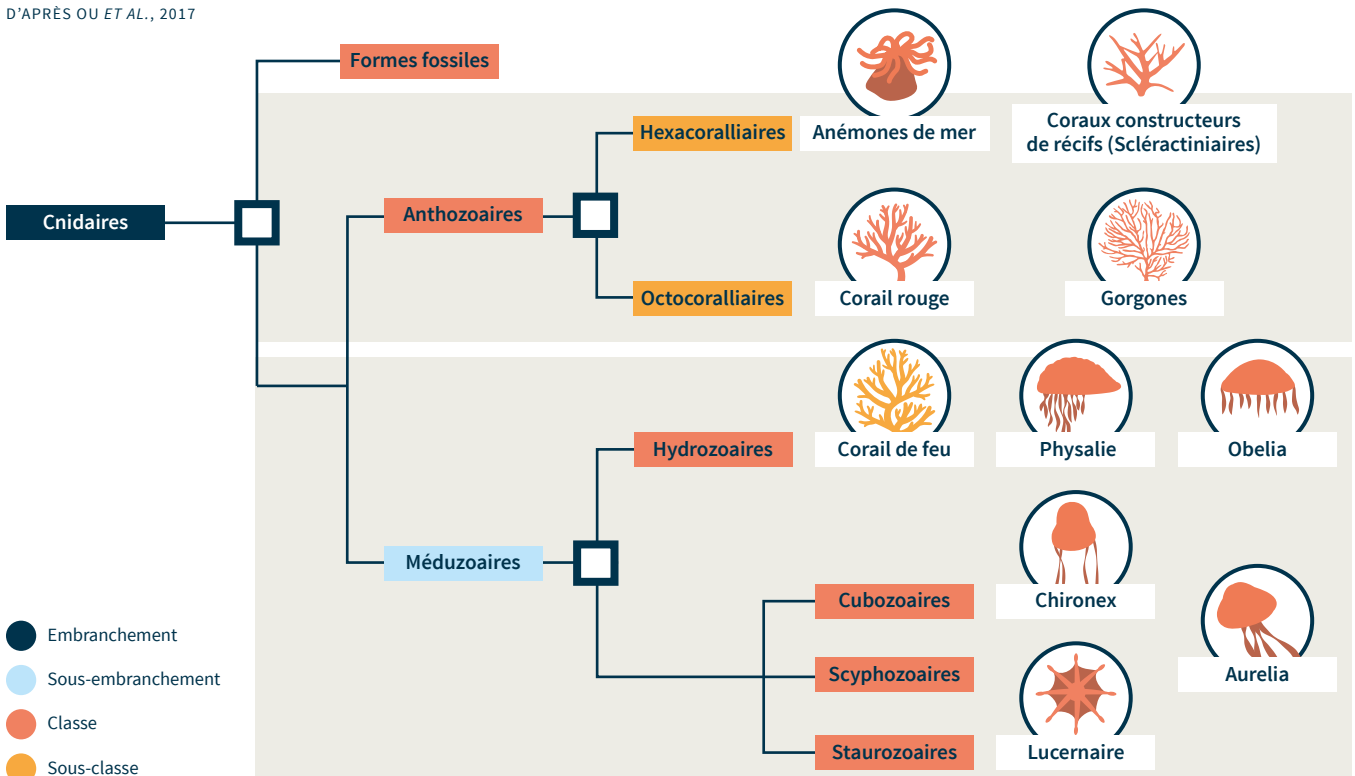 D'APRÈS OU ET AL., 2017
Formes fossiles
Hexacoralliaires
Anémones de mer
Coraux constructeurs
de récifs (Scléractiniaires)
Cnidaires
Anthozoaires
Octocoralliaires
Corail rouge
Gorgones
Hydrozoaires
Corail de feu
Physalie
Obelia
Méduzoaires
Cubozoaires
Chironex
Scyphozoaires
Aurelia
Staurozoaires
Lucernaire
Embranchement
Sous-embranchement
Classe
Sous-classe